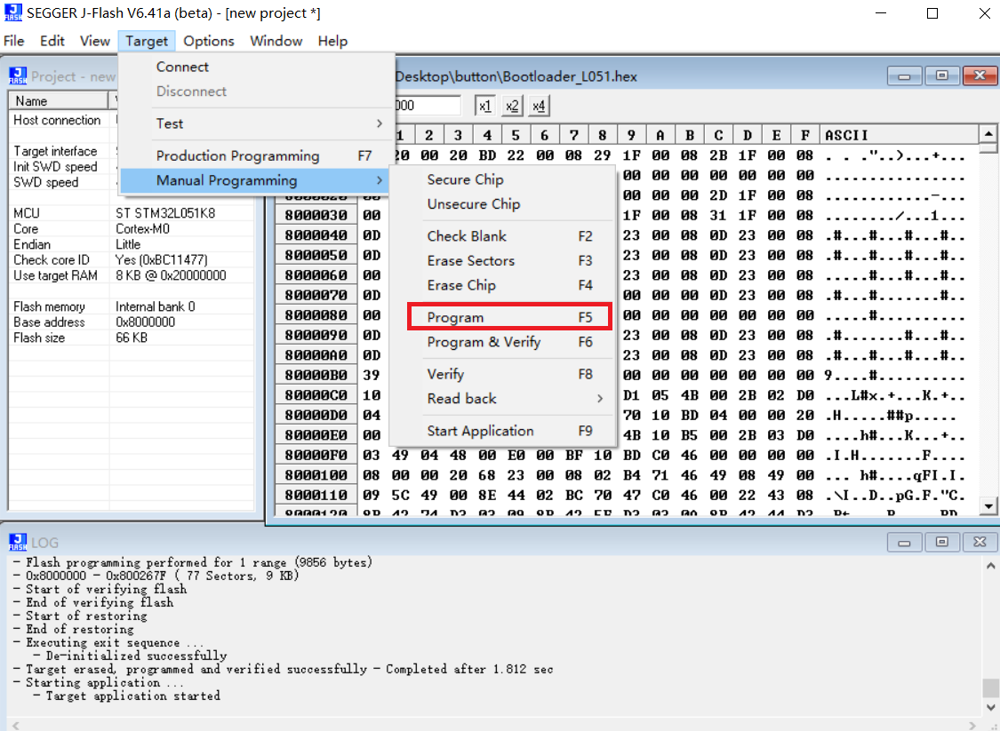 SEGGER J-Flash V6.41a (beta) - [new project *]
File Edit View Target Options Window Help
Project - new
Name
Host connection
Target interface
Init SWD speed
SWD speed
MCU ST STM32L051K8
Core Cortex-M0
Endian Little
Check core ID Yes (0xBC11477)
Use target RAM 8 KB @ 0x20000000
Flash memory Internal bank 0
Base address 0x8000000
Flash size 66 KB
Connect
Disconnect
Test
Production Programming F7
Manual Programming
Secure Chip
Unsecure Chip
Check Blank F2
Erase Sectors F3
Erase Chip F4
Program F5
Program & Verify F6
Verify F8
Read back
Start Application F9
Desktop\button\Bootloader_L051.hex
000 x1 x2 x4
1 2 3 4 5 6 7 8 9 A B C D E F ASCII
20 00 20 BD 22 00 08 29 1F 00 08 2B 1F 00 08 . . ."..)...+...
00 00 00 00 00 00 00 ................
00 00 00 2D 1F 00 08 ............-...
8000030 00 1F 00 08 31 1F 00 08 ......../...1...
8000040 0D 23 00 08 0D 23 00 08 .#...#...#...#..
8000050 0D 23 00 08 0D 23 00 08 .#...#...#...#..
8000060 0D 23 00 08 0D 23 00 08 .#...#...#...#..
8000070 0D 00 00 08 0D 23 00 08 .#...#...#...#..
8000080 00 00 00 00 00 00 00 00 .....#..........
8000090 0D 23 00 08 0D 23 00 08 .#.......#...#..
80000A0 0D 23 00 08 0D 23 00 08 .#...#...#...#..
80000B0 39 00 00 00 00 00 00 00 9....#..........
80000C0 10 D1 05 4B 00 2B 02 D0 ...L#x.+...K.+..
80000D0 04 70 10 BD 04 00 00 20 .H.....##p.....
80000E0 00 4B 10 B5 00 2B 03 D0 ....h#...K...+..
80000F0 03 49 04 48 00 E0 00 BF 10 BD C0 46 00 00 00 00 .I.H.......F....
8000100 08 00 00 20 68 23 00 08 02 B4 71 46 49 08 49 00 ... h#....qFI.I.
8000110 09 5C 49 00 8E 44 02 BC 70 47 C0 46 00 22 43 08 .\I..D..pG.F."C.
LOG
- Flash programming performed for 1 range (9856 bytes)
- 0x8000000 - 0x800267F ( 77 Sectors, 9 KB)
- Start of verifying flash
- End of verifying flash
- Start of restoring
- End of restoring
- Executing exit sequence ...
- De-initialized successfully
- Target erased, programmed and verified successfully - Completed after 1.812 sec
- Starting application ...
- Target application started